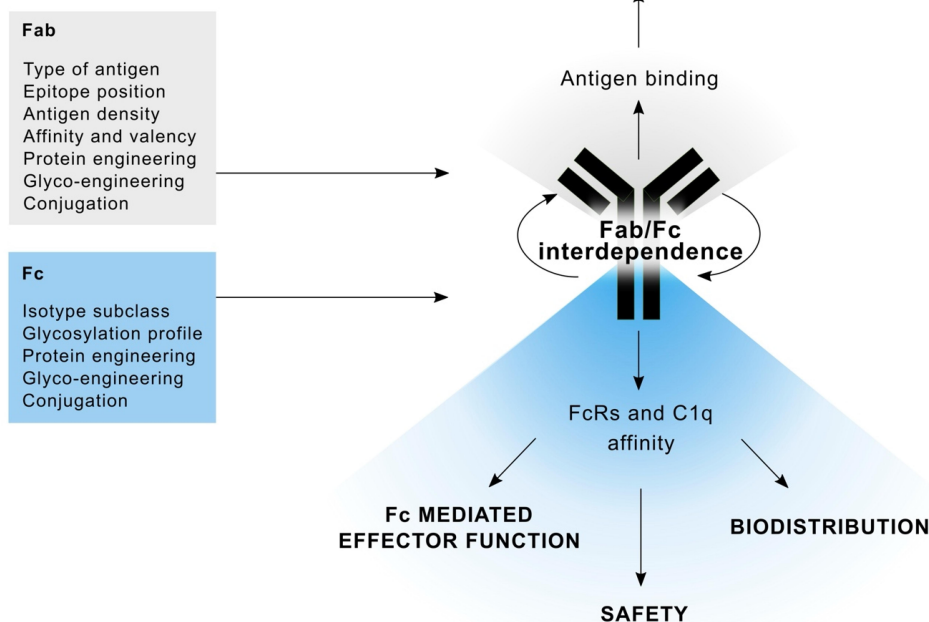 Fab
Type of antigen
Epitope position
Antigen density
Affinity and valency
Protein engineering
Glyco-engineering
Conjugation
Fc
Isotype subclass
Glycosylation profile
Protein engineering
Glyco-engineering
Conjugation
Antigen binding
Fab/Fc
interdependence
FcRs and C1q
affinity
Fc MEDIATED
EFFECTOR FUNCTION
BIODISTRIBUTION
SAFETY